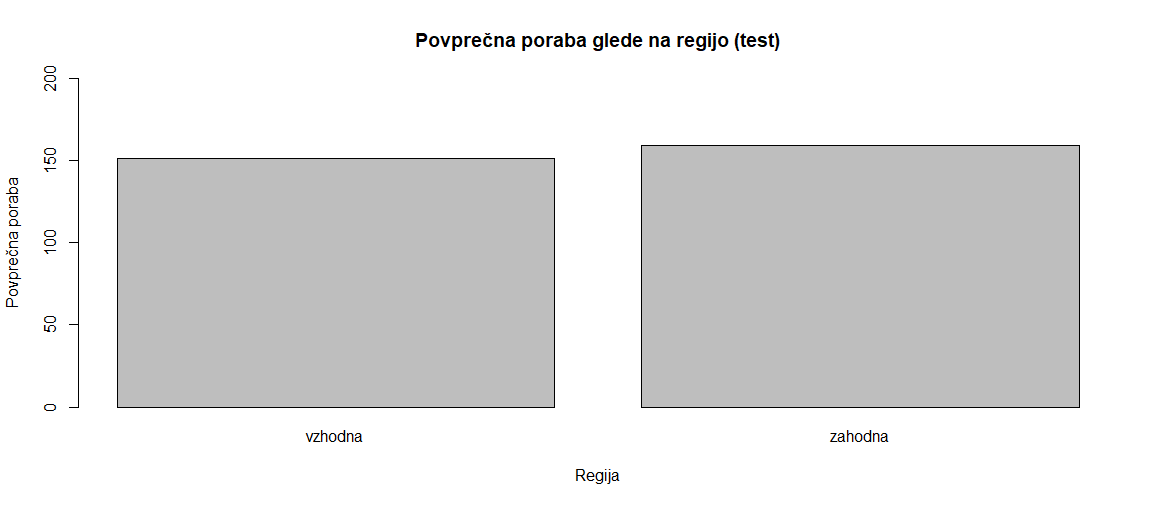 Povprečna poraba glede na regijo (test)
200
150
100
50
0
Povprečna poraba
vzhodna
zahodna
Regija